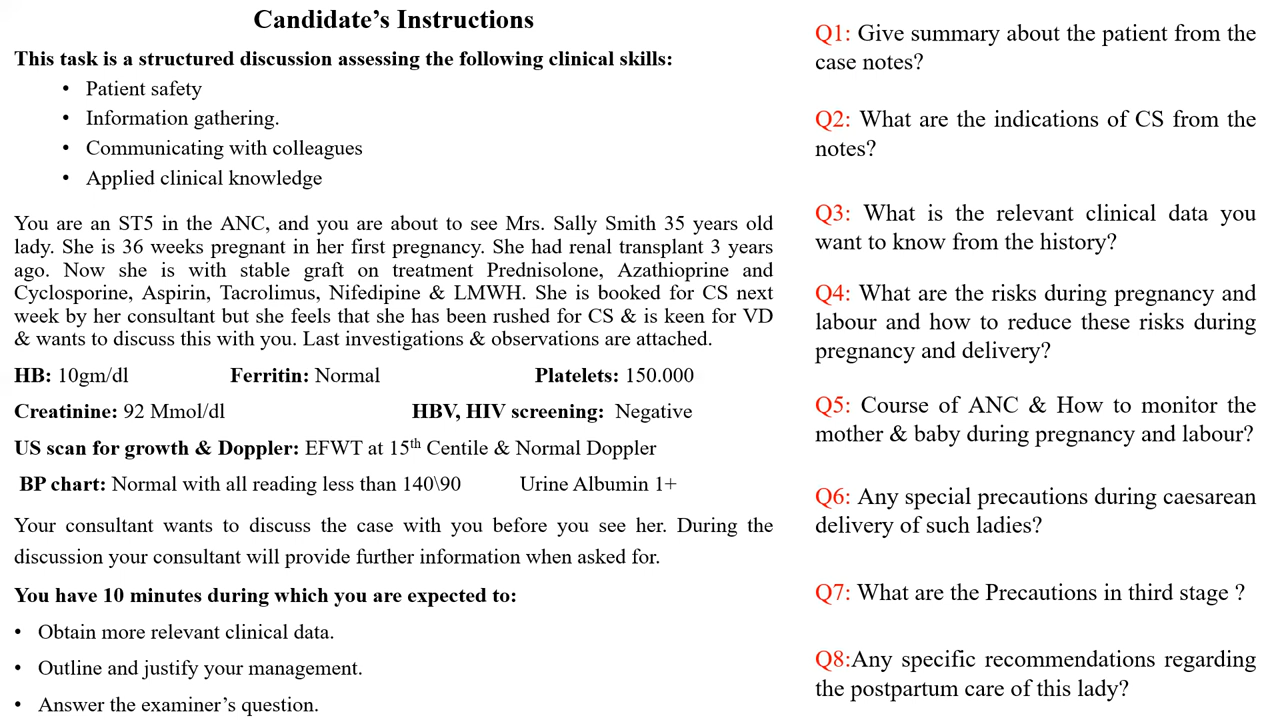 Candidate's Instructions
This task is a structured discussion assessing the following clinical skills:
• Patient safety
• Information gathering.
• Communicating with colleagues
• Applied clinical knowledge
You are an ST5 in the ANC, and you are about to see Mrs. Sally Smith 35 years old
lady. She is 36 weeks pregnant in her first pregnancy. She had renal transplant 3 years
ago. Now she is with stable graft on treatment Prednisolone, Azathioprine and
Cyclosporine, Aspirin, Tacrolimus, Nifedipine & LMWH. She is booked for CS next
week by her consultant but she feels that she has been rushed for CS & is keen for VD
& wants to discuss this with you. Last investigations & observations are attached.
HB: 10gm/dl Ferritin: Normal Platelets: 150.000
Creatinine: 92 Mmol/dl HBV, HIV screening: Negative
US scan for growth & Doppler: EFWT at 15th Centile & Normal Doppler
BP chart: Normal with all reading less than 140\90 Urine Albumin 1+
Your consultant wants to discuss the case with you before you see her. During the
discussion your consultant will provide further information when asked for.
You have 10 minutes during which you are expected to:
• Obtain more relevant clinical data.
• Outline and justify your management.
• Answer the examiner's question.
Q1: Give summary about the patient from the
case notes?
Q2: What are the indications of CS from the
notes?
Q3: What is the relevant clinical data you
want to know from the history?
Q4: What are the risks during pregnancy and
labour and how to reduce these risks during
pregnancy and delivery?
Q5: Course of ANC & How to monitor the
mother & baby during pregnancy and labour?
Q6: Any special precautions during caesarean
delivery of such ladies?
Q7: What are the Precautions in third stage ?
Q8:Any specific recommendations regarding
the postpartum care of this lady?